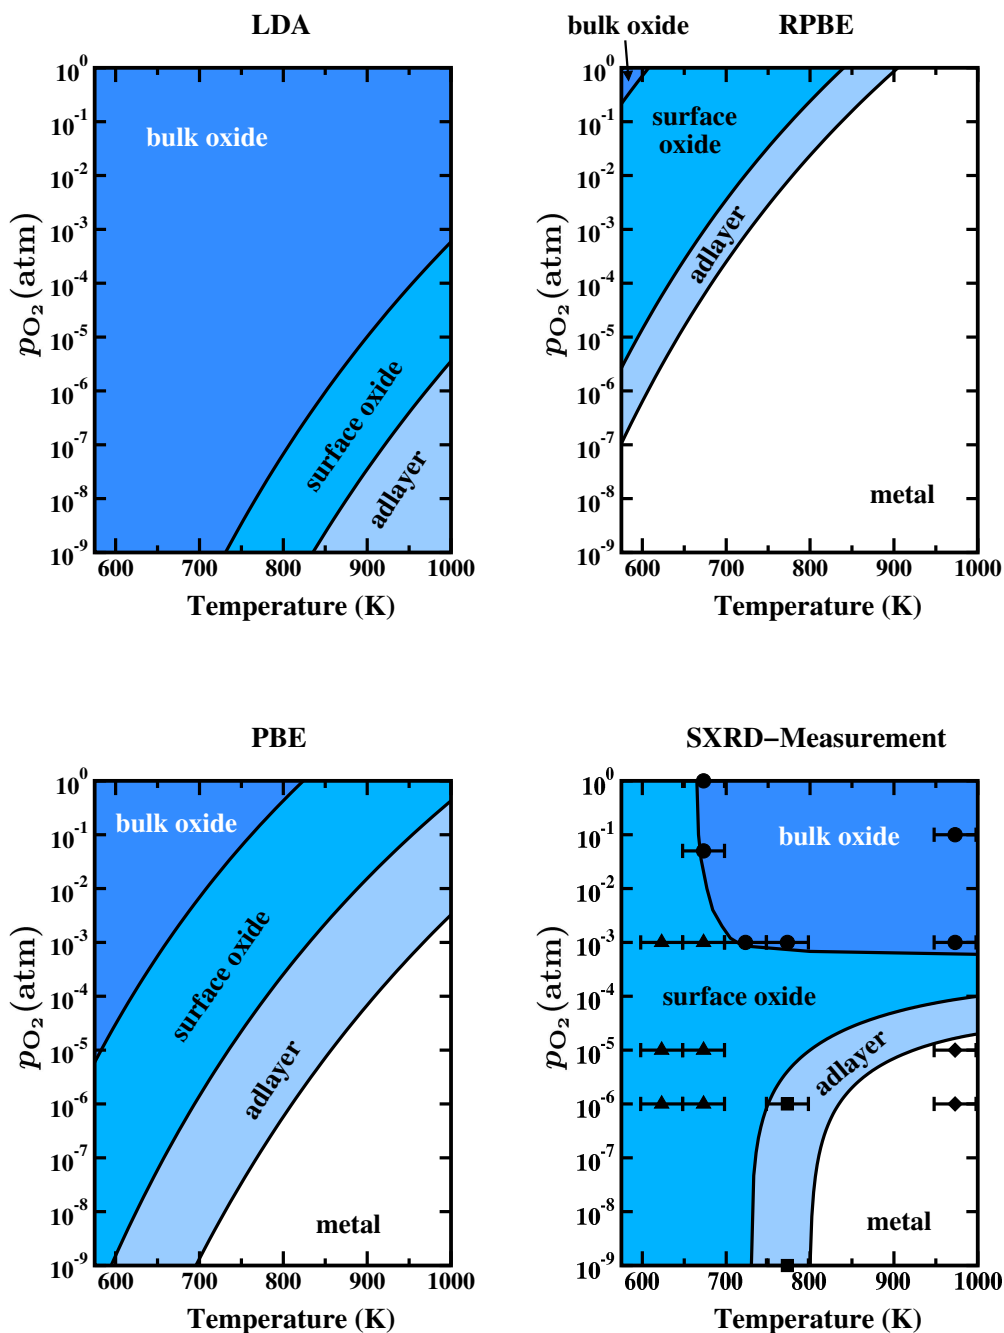 LDA
10^0
10^-1
10^-2
10^-3
10^-4
10^-5
10^-6
10^-7
10^-8
10^-9
p_O2 (atm)
bulk oxide
surface oxide
adlayer
600 700 800 900 1000
Temperature (K)
bulk oxide RPBE
10^0
10^-1
10^-2
10^-3
10^-4
10^-5
10^-6
10^-7
10^-8
10^-9
p_O2 (atm)
surface
oxide
adlayer
metal
600 700 800 900 1000
Temperature (K)
PBE
10^0
10^-1
10^-2
10^-3
10^-4
10^-5
10^-6
10^-7
10^-8
10^-9
p_O2 (atm)
bulk oxide
surface oxide
adlayer
metal
600 700 800 900 1000
Temperature (K)
SXRD−Measurement
10^0
10^-1
10^-2
10^-3
10^-4
10^-5
10^-6
10^-7
10^-8
10^-9
p_O2 (atm)
bulk oxide
surface oxide
adlayer
metal
600 700 800 900 1000
Temperature (K)